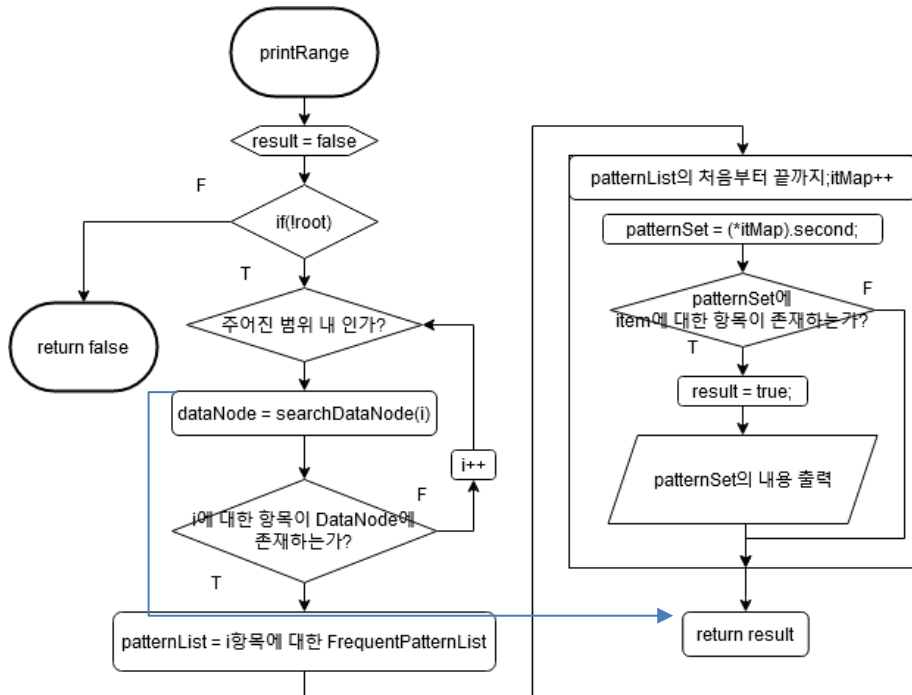 printRange
result = false
F
if(!root)
T
주어진 범위 내 인가?
return false
dataNode = searchDataNode(i)
i++
F
i에 대한 항목이 DataNode에
존재하는가?
T
patternList = i항목에 대한 FrequentPatternList
patternList의 처음부터 끝까지;itMap++
patternSet = (*itMap).second;
F
patternSet에
item에 대한 항목이 존재하는가?
T
result = true;
patternSet의 내용 출력
return result